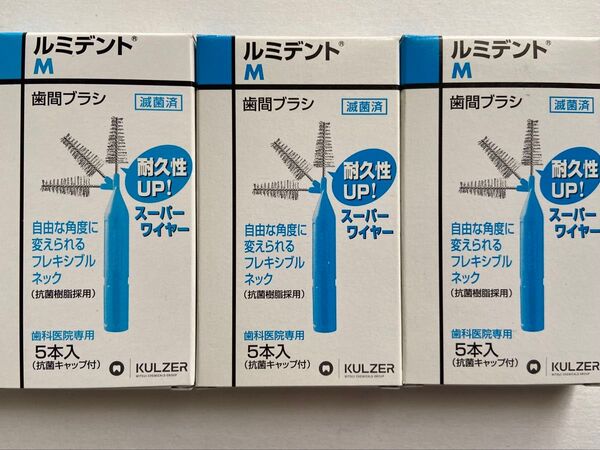 ルミデント®
M
歯間ブラシ
滅菌済
耐久性
UP!
スーパー
ワイヤー
自由な角度に
変えられる
フレキシブル
ネック
(抗菌樹脂採用)
歯科医院専用
5本入
(抗菌キャップ付)
KULZER
MITSUI CHEMICALS GROUP
ルミデント®
M
歯間ブラシ
滅菌済
耐久性
UP!
スーパー
ワイヤー
自由な角度に
変えられる
フレキシブル
ネック
(抗菌樹脂採用)
歯科医院専用
5本入
(抗菌キャップ付)
KULZER
MITSUI CHEMICALS GROUP
ルミデント®
M
歯間ブラシ
滅菌済
耐久性
UP!
スーパー
ワイヤー
自由な角度に
変えられる
フレキシブル
ネック
(抗菌樹脂採用)
歯科医院専用
5本入
(抗菌キャップ付)
KULZER
MITSUI CHEMICALS GROUP